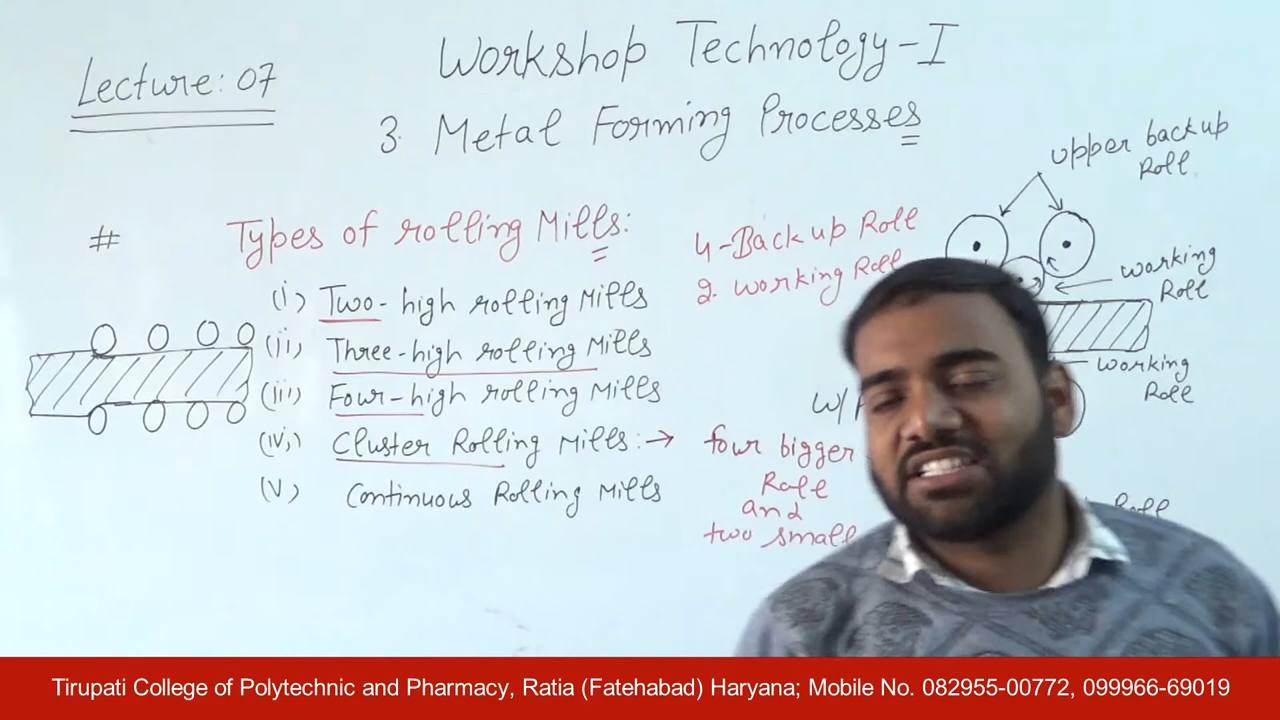 Lecture: 07
Workshop Technology-I
3. Metal Forming Processes
# Types of rolling Mills:
(i) Two-high rolling Mills
(ii) Three-high rolling Mills
(iii) Four-high rolling Mills
(iv) Cluster Rolling Mills:→
(v) Continuous Rolling Mills
4-Back up Roll
2. working Roll
four bigger
Roll
and
two small
upper backup
Roll
working
Roll
working
Roll
W/
Roll
Tirupati College of Polytechnic and Pharmacy, Ratia (Fatehabad) Haryana; Mobile No. 082955-00772, 099966-69019